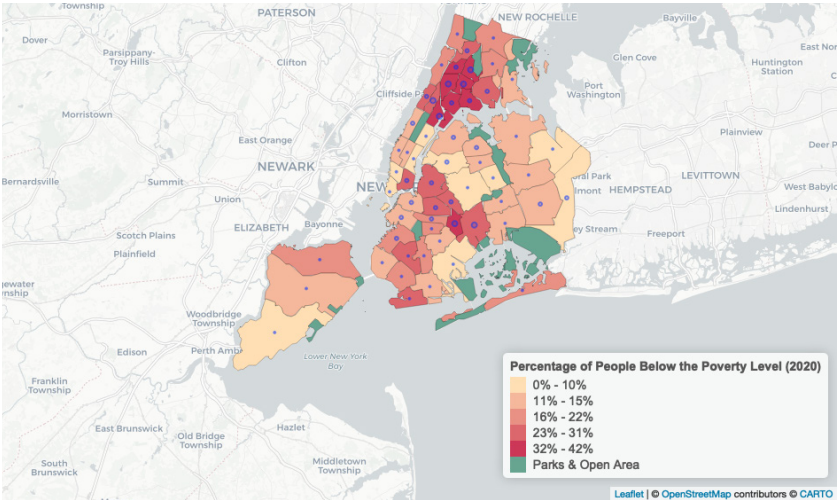 Township
PATERSON
NEW ROCHELLE
Bayville
Dover
Parsippany-
Troy Hills
Clifton
Glen Cove
Huntington
Station
Cliffside
Port
Washington
Morristown
East Orange
Plainview
NEWARK
LEVITTOWN
Bernardsville
Summit
NEW
HEMPSTEAD
Union
Lindenhurst
ELIZABETH
Bayonne
Stream
Freeport
Scotch Plains
Plainfield
Woodbridge
Township
Edison
Perth Amb
Lower New York
Bay
Franklin
Township
East Brunswick
Old Bridge
Township
Hazlet
South
Brunswick
Middletown
Township
Percentage of People Below the Poverty Level (2020)
0% - 10%
11% - 15%
16% - 22%
23% - 31%
32% - 42%
Parks & Open Area
Leaflet | © OpenStreetMap contributors © CARTO